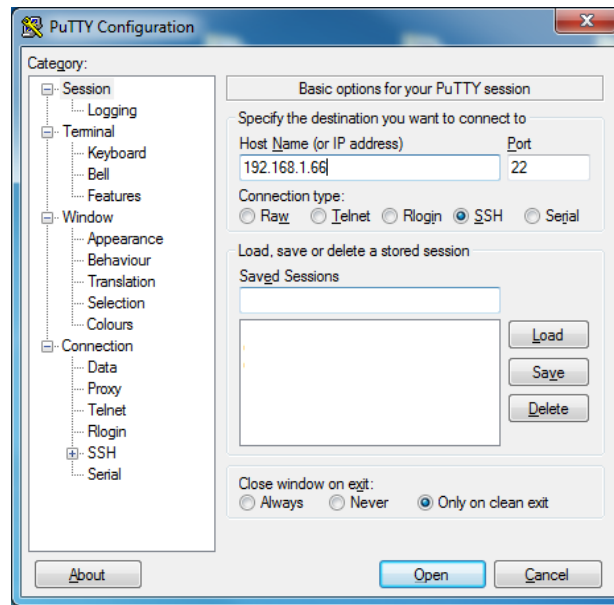 PuTTY Configuration
Category:
Session
Logging
Terminal
Keyboard
Bell
Features
Window
Appearance
Behaviour
Translation
Selection
Colours
Connection
Data
Proxy
Telnet
Rlogin
SSH
Serial
Basic options for your PuTTY session
Specify the destination you want to connect to
Host Name (or IP address) Port
192.168.1.66 22
Connection type:
Raw Telnet Rlogin SSH Serial
Load, save or delete a stored session
Saved Sessions
Load
Save
Delete
Close window on exit:
Always Never Only on clean exit
About Open Cancel